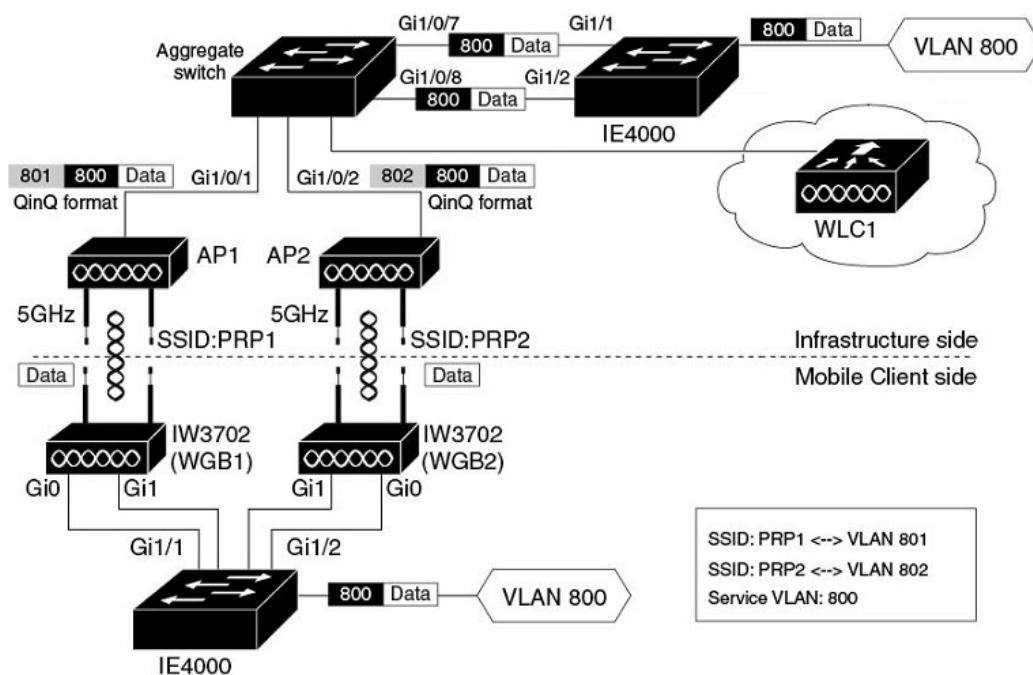 Aggregate
switch
Gi1/0/7
800 Data
Gi1/1
800 Data
VLAN 800
Gi1/0/8
800 Data
Gi1/2
IE4000
801 800 Data
QinQ format
Gi1/0/1
Gi1/0/2
802 800 Data
QinQ format
WLC1
AP1
AP2
5GHz
SSID:PRP1
5GHz
SSID:PRP2
Infrastructure side
Data
Data
Mobile Client side
IW3702
(WGB1)
IW3702
(WGB2)
Gi0
Gi1
Gi1
Gi0
Gi1/1
Gi1/2
800 Data
VLAN 800
IE4000
SSID: PRP1 <--> VLAN 801
SSID: PRP2 <--> VLAN 802
Service VLAN: 800